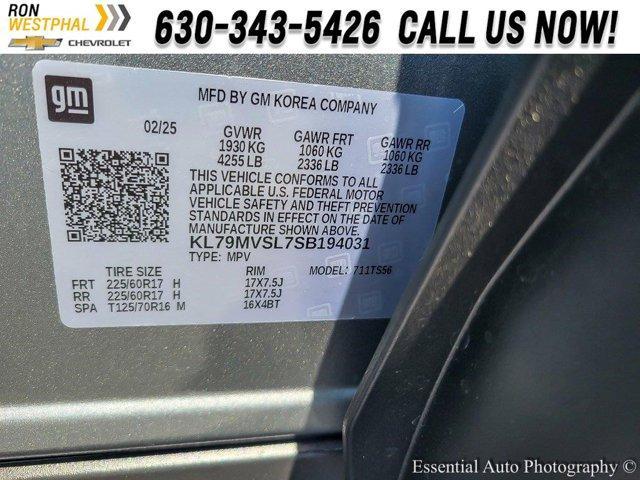 RON
WESTPHAL
CHEVROLET
630-343-5426 CALL US NOW!
gm
MFD BY GM KOREA COMPANY
02/25 GVWR GAWR FRT GAWR RR
1930 KG 1060 KG 1060 KG
4255 LB 2336 LB 2336 LB
THIS VEHICLE CONFORMS TO ALL
APPLICABLE U.S. FEDERAL MOTOR
VEHICLE SAFETY AND THEFT PREVENTION
STANDARDS IN EFFECT ON THE DATE OF
MANUFACTURE SHOWN ABOVE.
KL79MVSL7SB194031
TYPE: MPV MODEL: 711TS56
TIRE SIZE RIM
FRT 225/60R17 H 17X7.5J
RR 225/60R17 H 17X7.5J
SPA T125/70R16 M 16X4BT
Essential Auto Photography ©